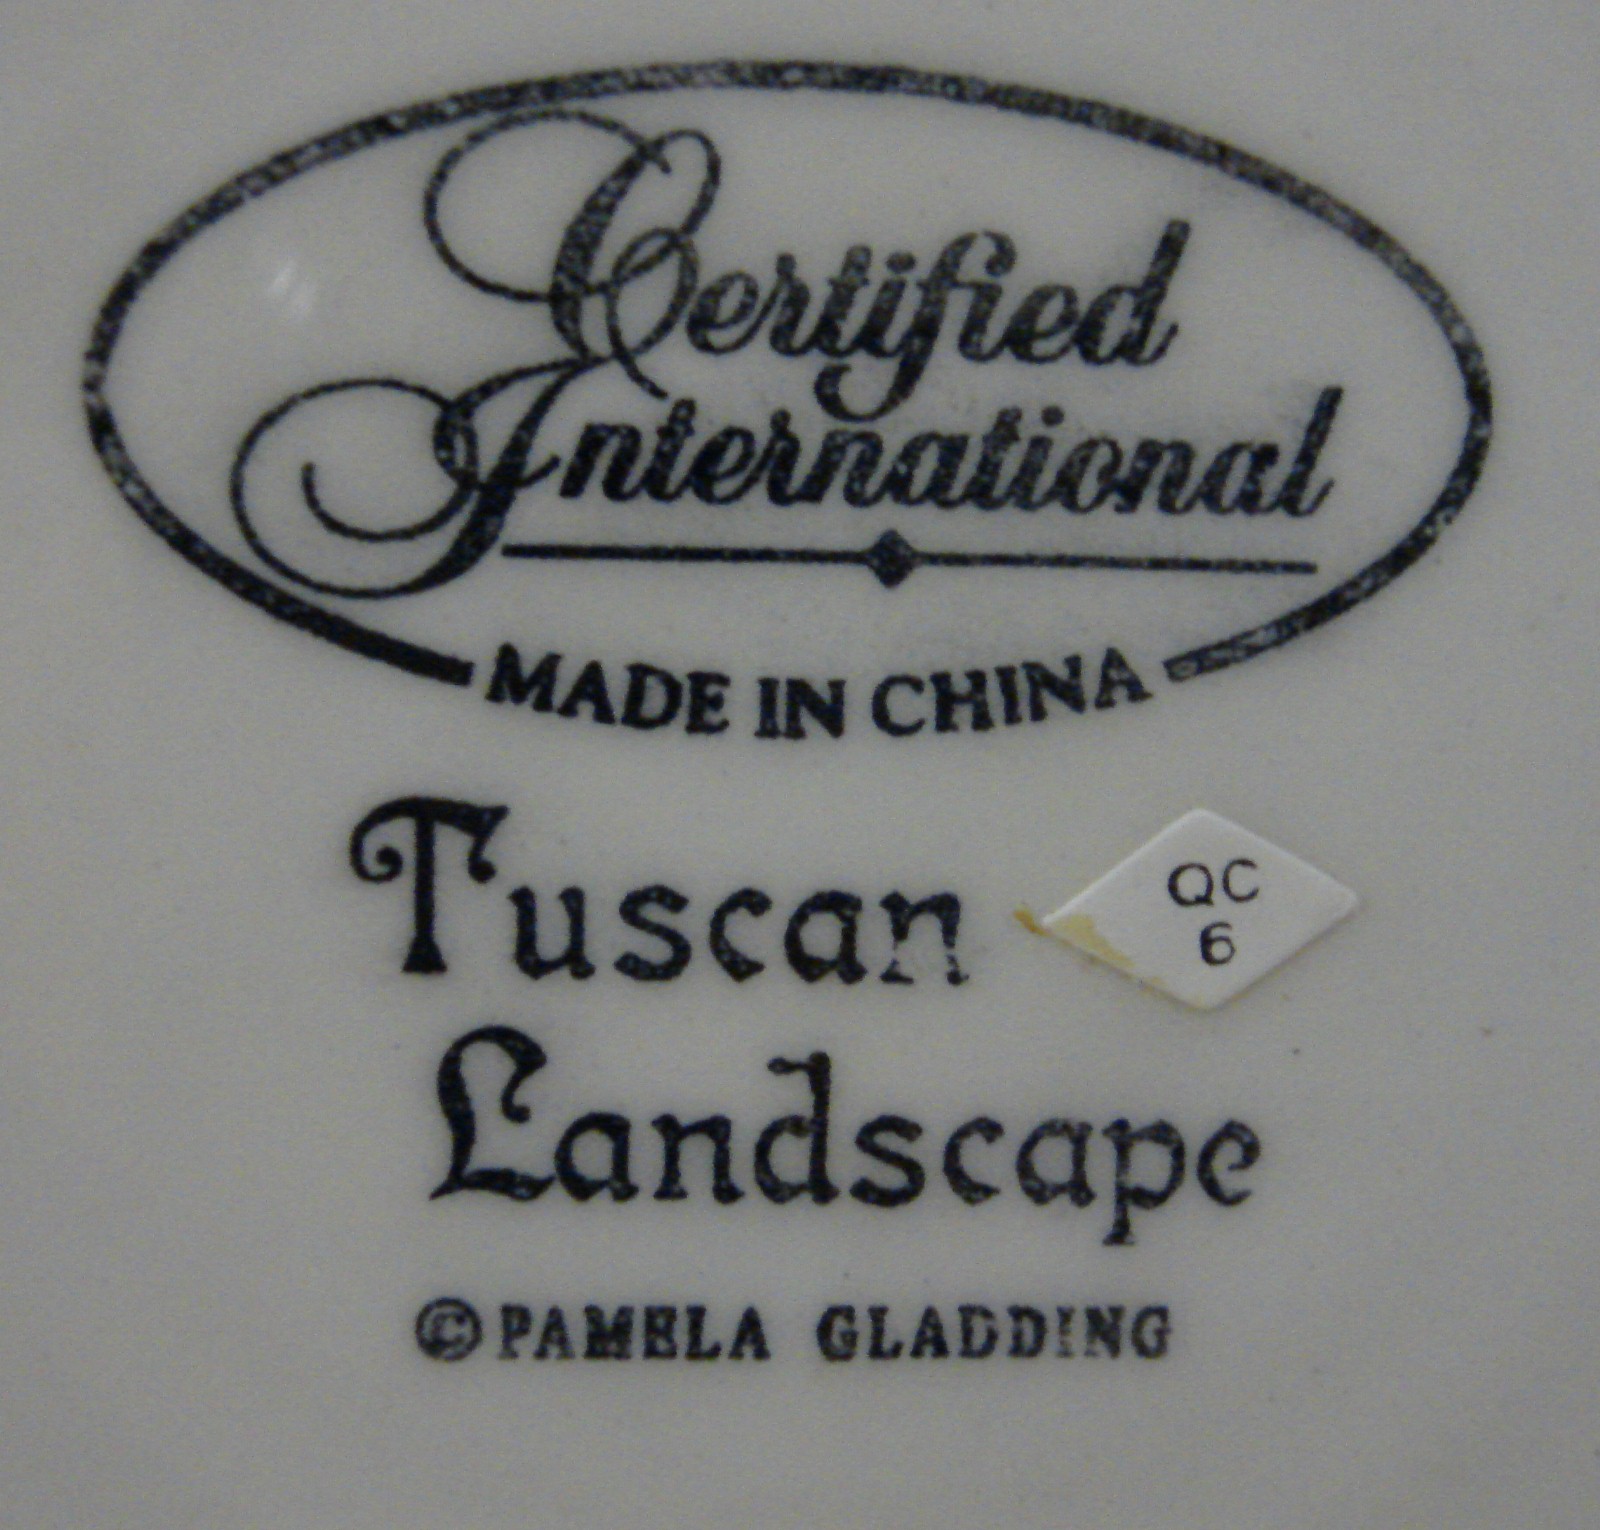 Certified
International
MADE IN CHINA
Tuscan
QC
6
Landscape
©PAMELA GLADDING